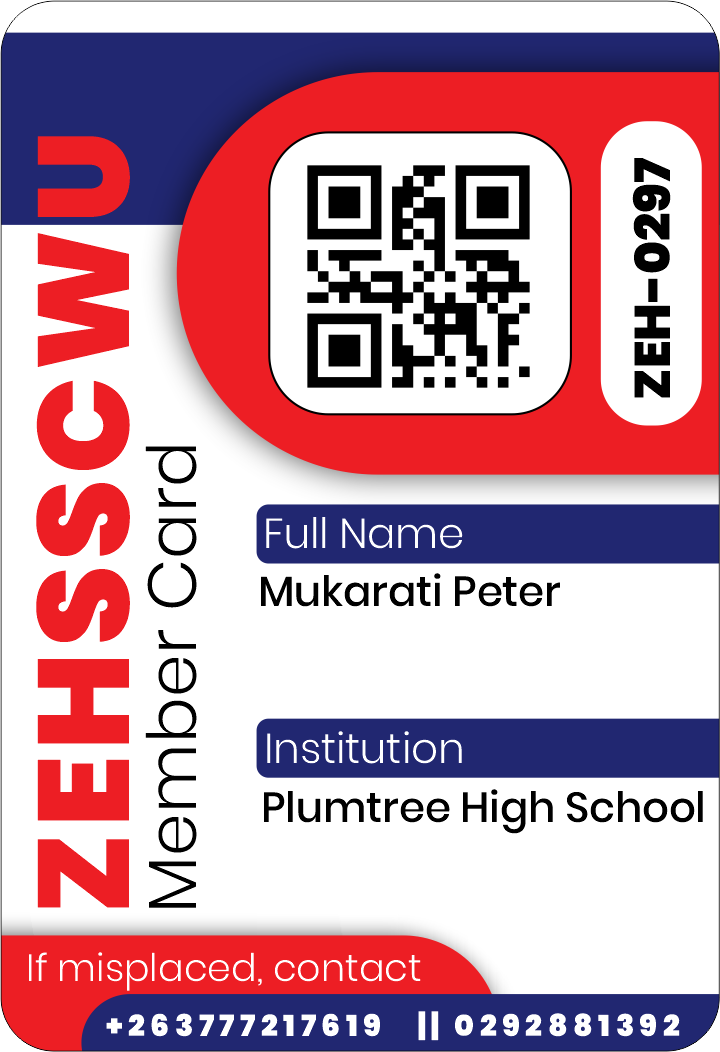 ZEHSSCWU
Member Card
ZEH-0297
Full Name
Mukarati Peter
Institution
Plumtree High School
If misplaced, contact
+263777217619 || 0292881392